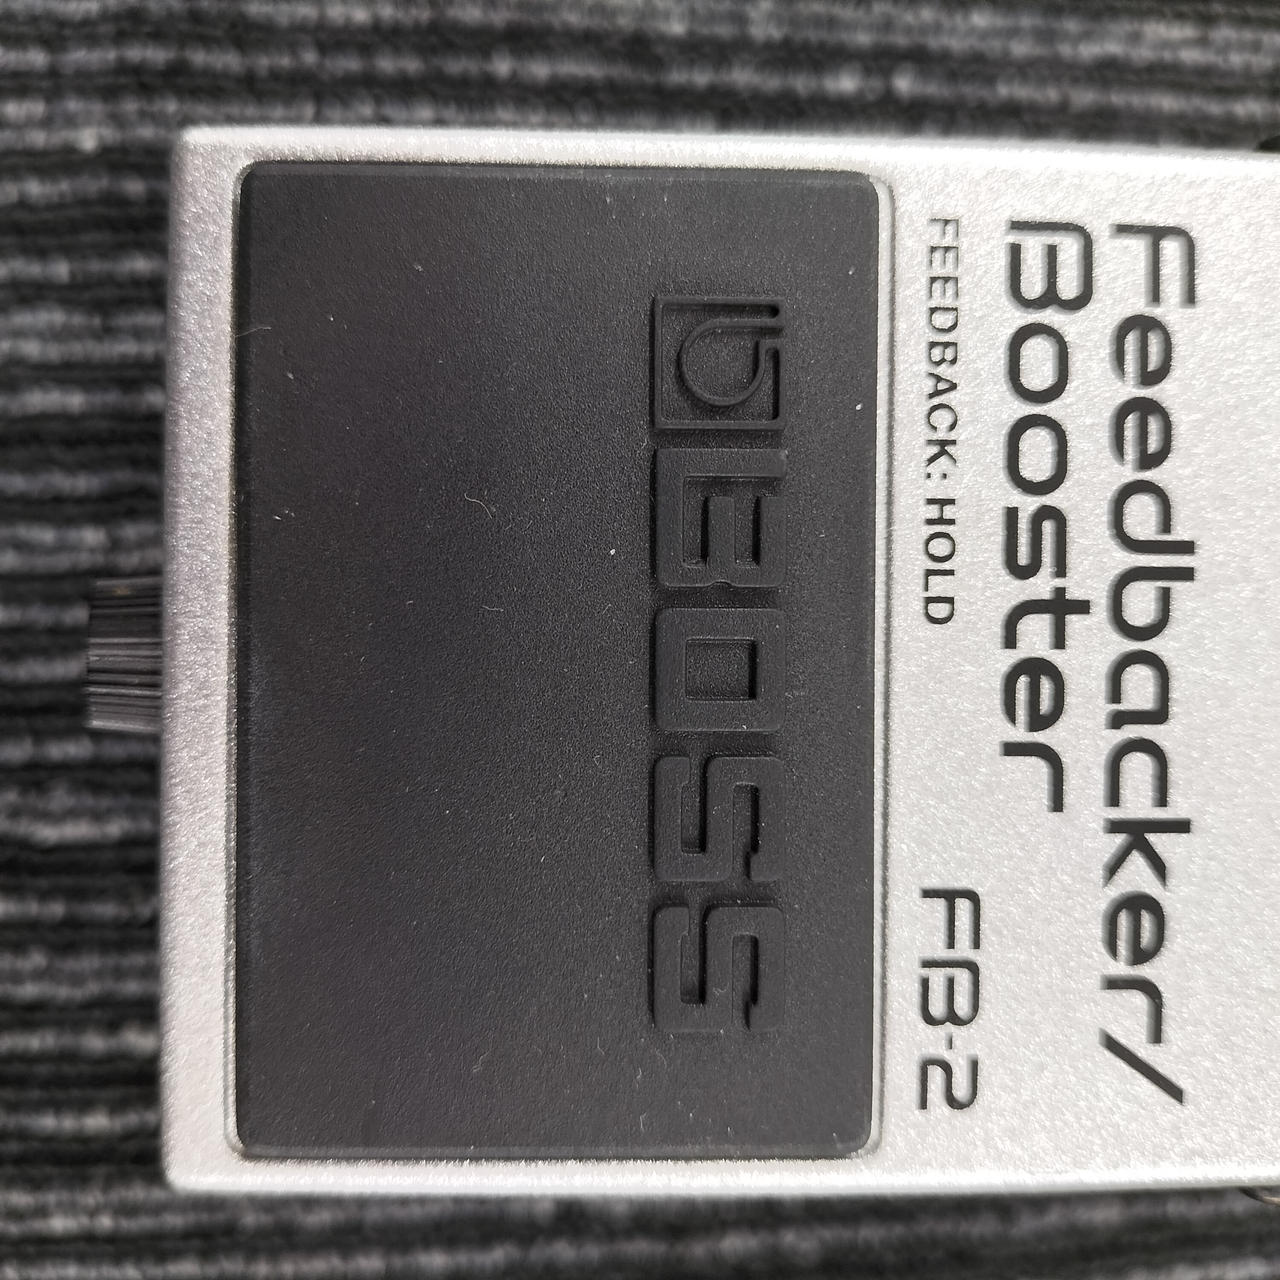 Feedbacker/
Booster
FEEDBACK: HOLD
FB-2
BOSS